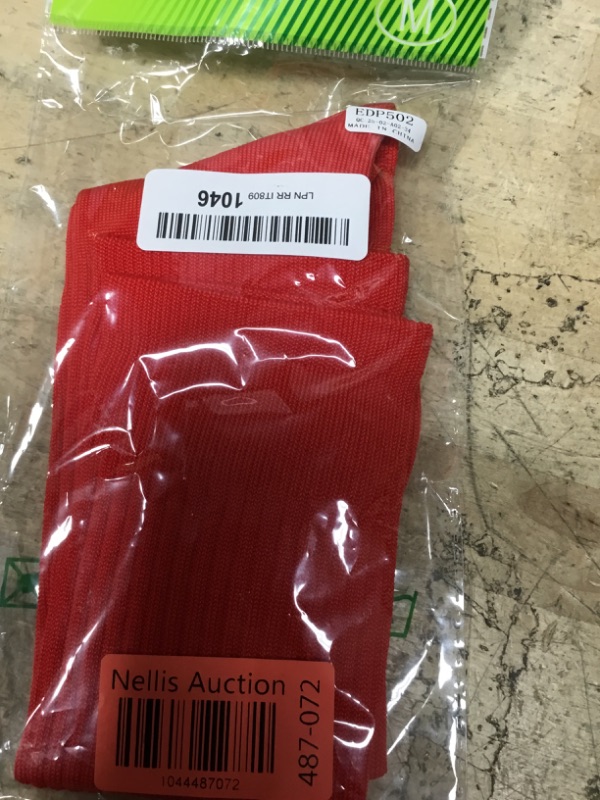 M
EDP502
MADE IN CHINA
LPN RR IT809 1046
Nellis Auction
487-072
1044487072